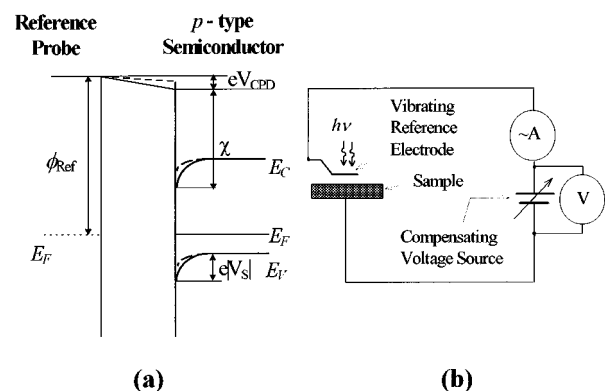 Reference
Probe
p - type
Semiconductor
eV_CPD
χ
ϕ_Ref
E_C
E_F
E_F
e|V_S|
E_V
(a)
hν
Vibrating
Reference
Electrode
Sample
~A
V
Compensating
Voltage Source
(b)